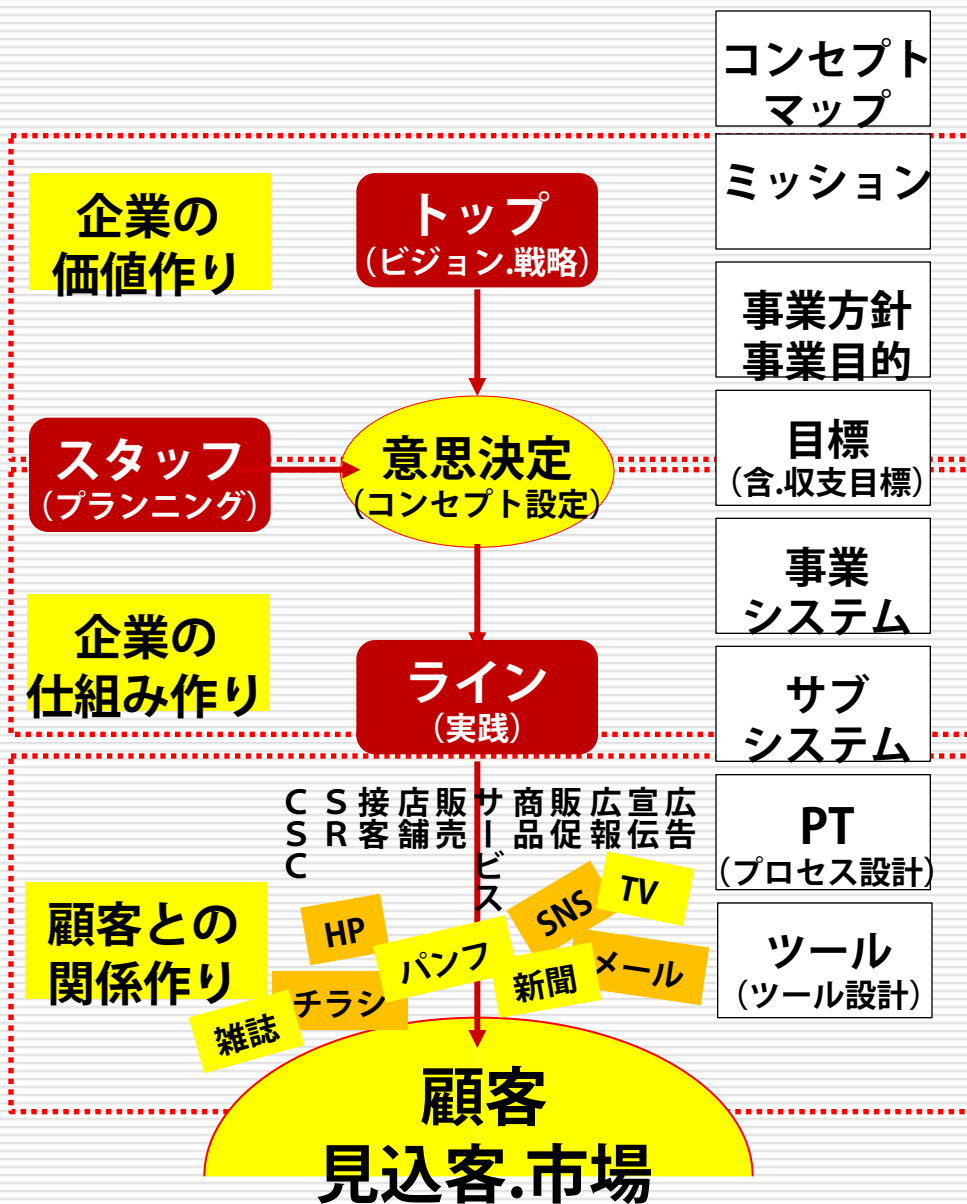 コンセプト
マップ
企業の
価値作り
トップ
（ビジョン.戦略）
ミッション
事業方針
事業目的
スタッフ
（プランニング）
意思決定
（コンセプト設定）
目標
（含.収支目標）
事業
システム
企業の
仕組み作り
ライン
（実践）
サブ
システム
広告
宣伝
広報
販促
商品
サービス
販売
店舗
接客
ＳＲ
ＣＳＣ
PT
（プロセス設計）
顧客との
関係作り
HP
パンフ
SNS
TV
チラシ
新聞
メール
雑誌
ツール
（ツール設計）
顧客
見込客.市場